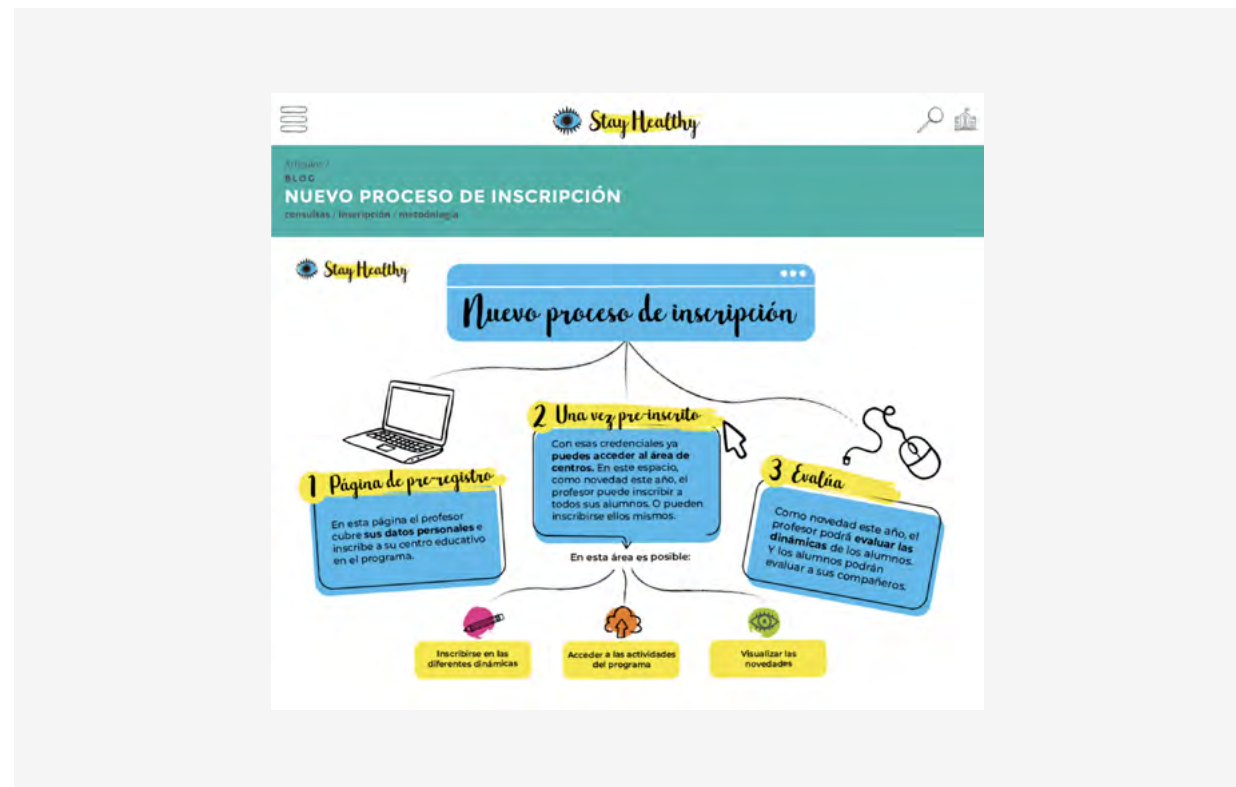 Stay Healthy
Artículos /
BLOG
NUEVO PROCESO DE INSCRIPCIÓN
consultas / inscripción / metodología
Stay Healthy
Nuevo proceso de inscripción
1 Página de pre-registro
En esta página el profesor
cubre sus datos personales e
inscribe a su centro educativo
en el programa.
2 Una vez pre-inscrito
Con esas credenciales ya
puedes acceder al área de
centros. En este espacio,
como novedad este año, el
profesor puede inscribir a
todos sus alumnos. O pueden
inscribirse ellos mismos.
3 Evalúa
Como novedad este año, el
profesor podrá evaluar las
dinámicas de los alumnos.
Y los alumnos podrán
evaluar a sus compañeros.
En esta área es posible:
Inscribirse en las
diferentes dinámicas
Acceder a las actividades
del programa
Visualizar las
novedades